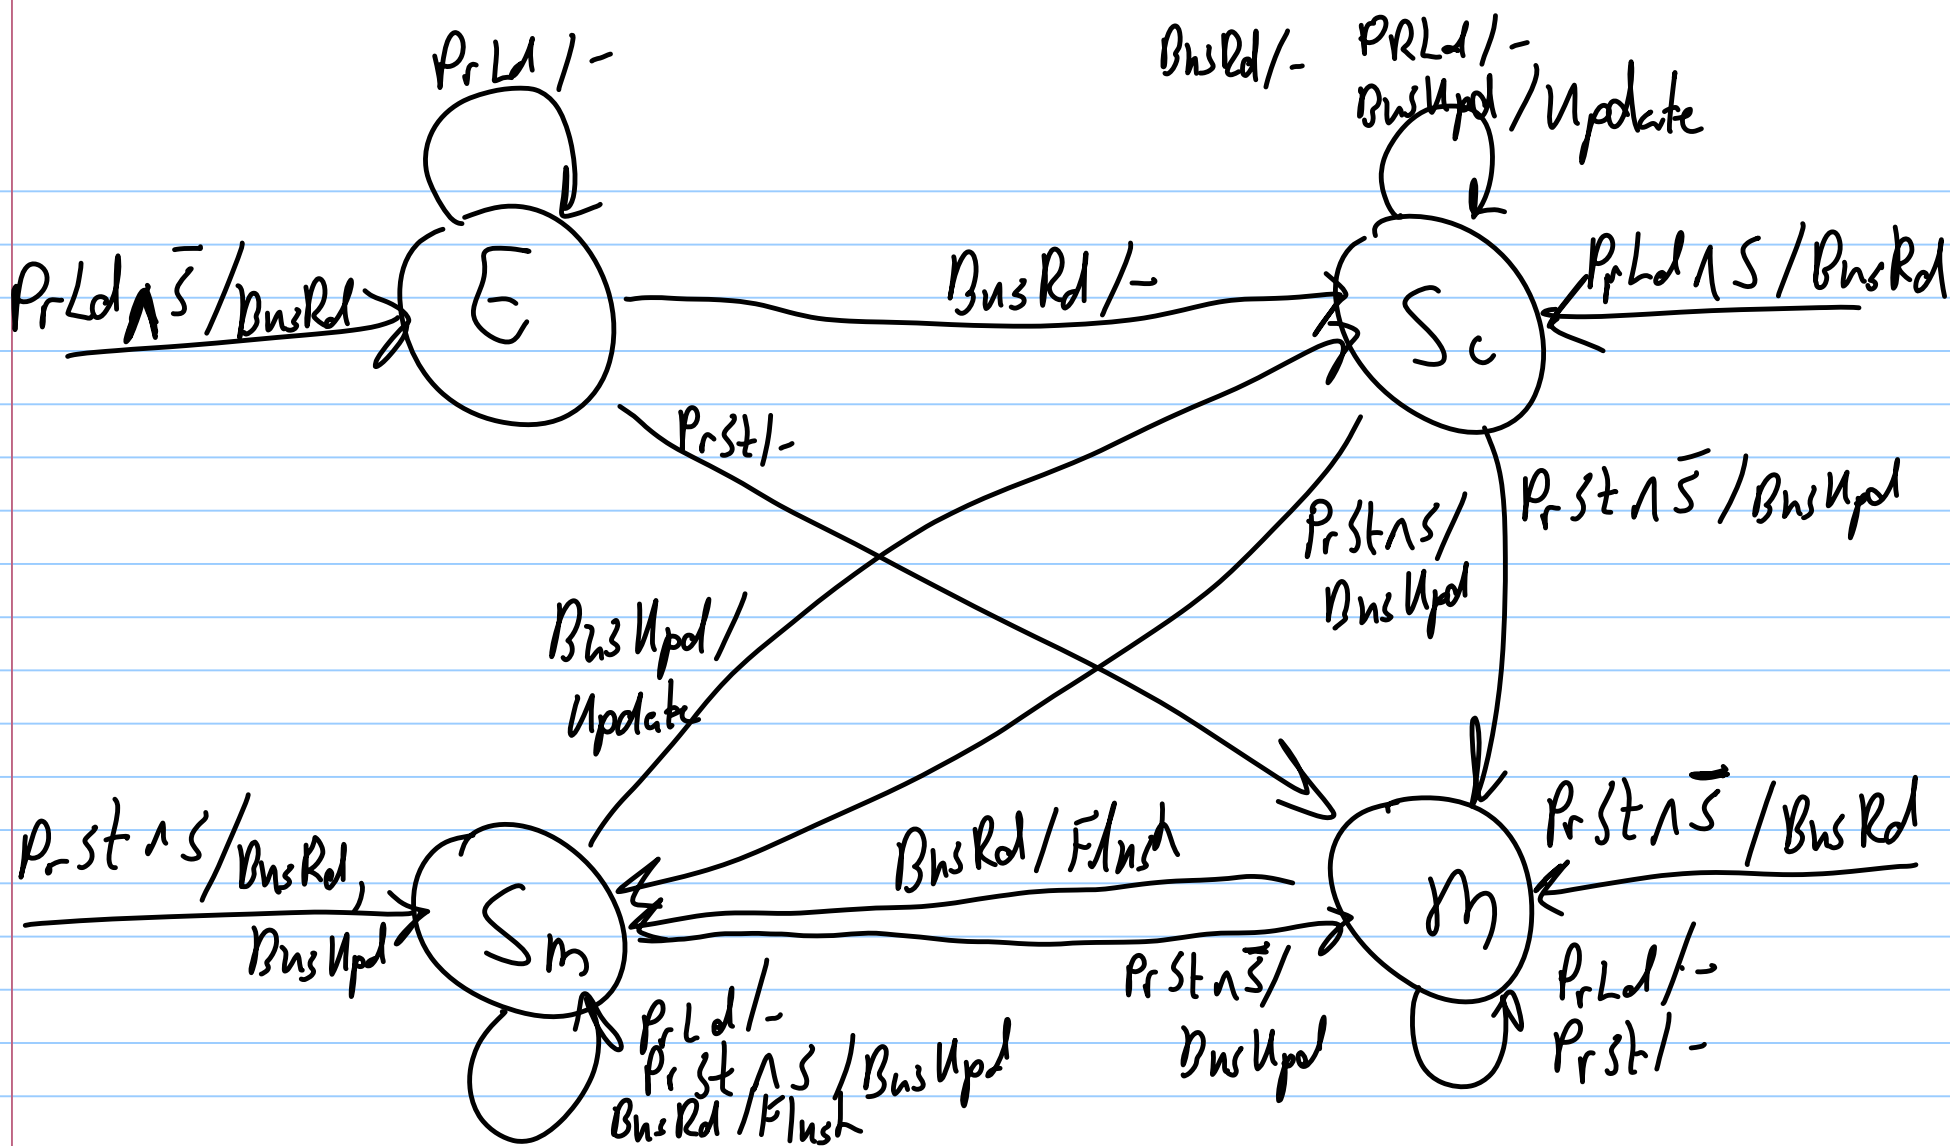 PrLd/-
BusRd/-
PRLd/-
BusUpd/Update
PrLd∧S̄/BusRd
E
BusRd/-
Sc
PrLd∧S/BusRd
PrSt/-
PrSt∧S/
BusUpd
PrSt∧S̄/BusUpd
BusUpd/
Update
PrSt∧S/BusRd,
BusUpd
Sm
BusRd/Flush
M
PrSt∧S̄/BusRd
PrSt∧S̄/
BusUpd
PrLd/-
PrSt∧S/BusUpd
BusRd/Flush
PrLd/-
PrSt/-